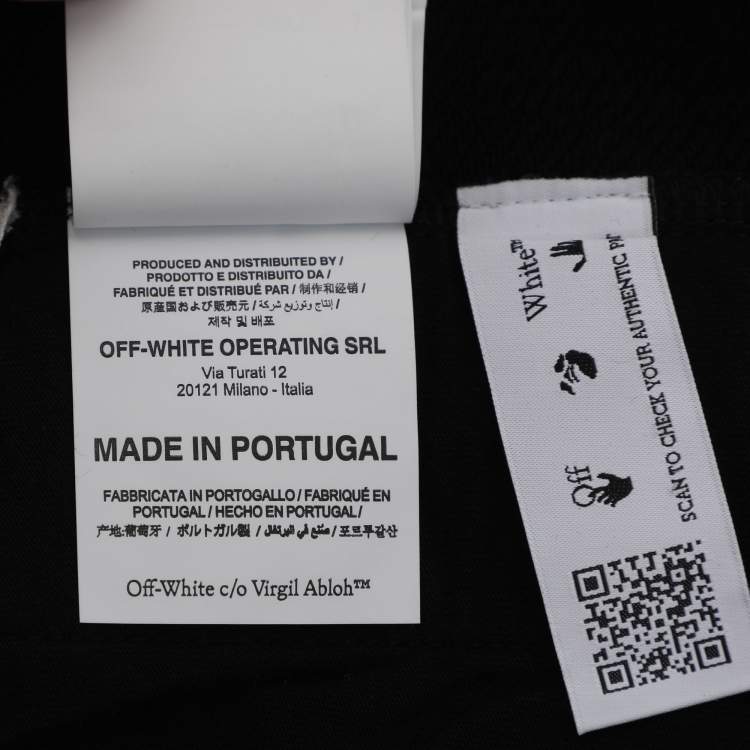 PRODUCED AND DISTRIBUTED BY /
PRODOTTO E DISTRIBUITO DA /
FABRIQUÉ ET DISTRIBUÉ PAR / 制作和经销 /
原産国および販売元 / إنتاج وتوزيع شركة /
제작 및 배포
OFF-WHITE OPERATING SRL
Via Turati 12
20121 Milano - Italia
MADE IN PORTUGAL
FABBRICATA IN PORTOGALLO / FABRIQUÉ EN
PORTUGAL / HECHO EN PORTUGAL /
产地:葡萄牙 / ポルトガル製 / صنع في البرتغال / 포르투갈산
Off-White c/o Virgil Abloh™
Off White™
SCAN TO CHECK YOUR AUTHENTIC